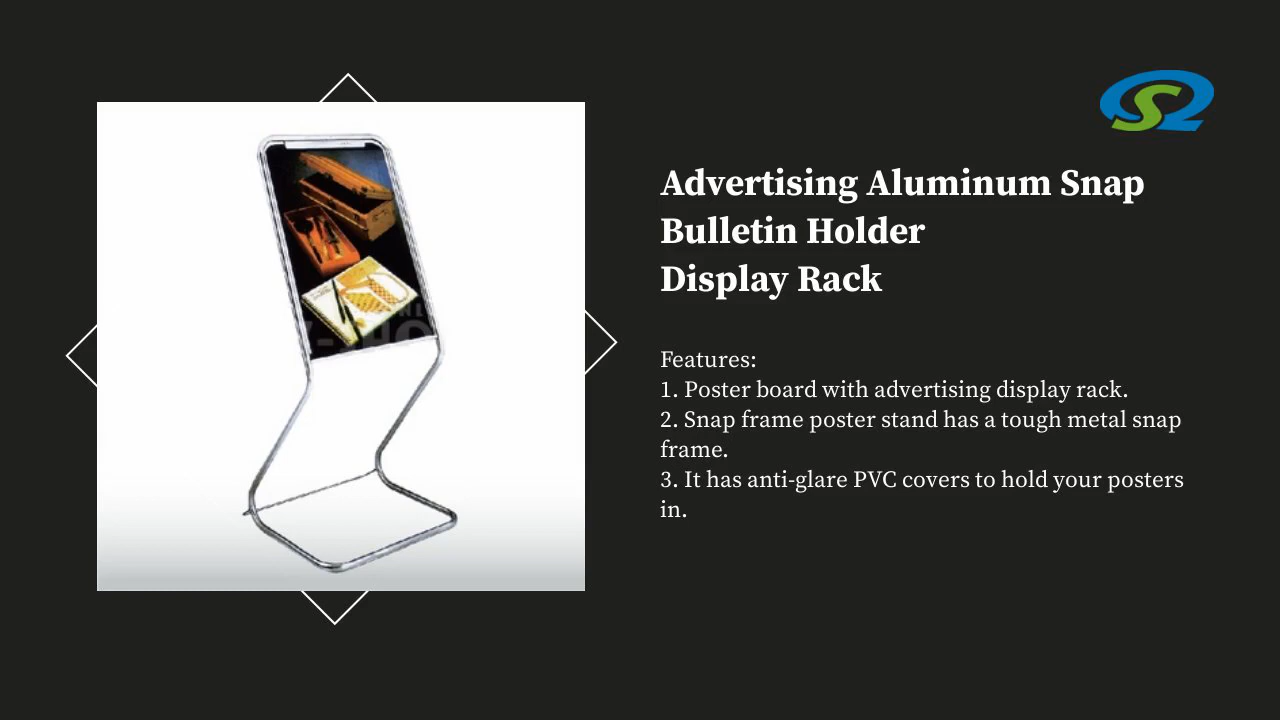 Advertising Aluminum Snap
Bulletin Holder
Display Rack
Features:
1. Poster board with advertising display rack.
2. Snap frame poster stand has a tough metal snap
frame.
3. It has anti-glare PVC covers to hold your posters
in.